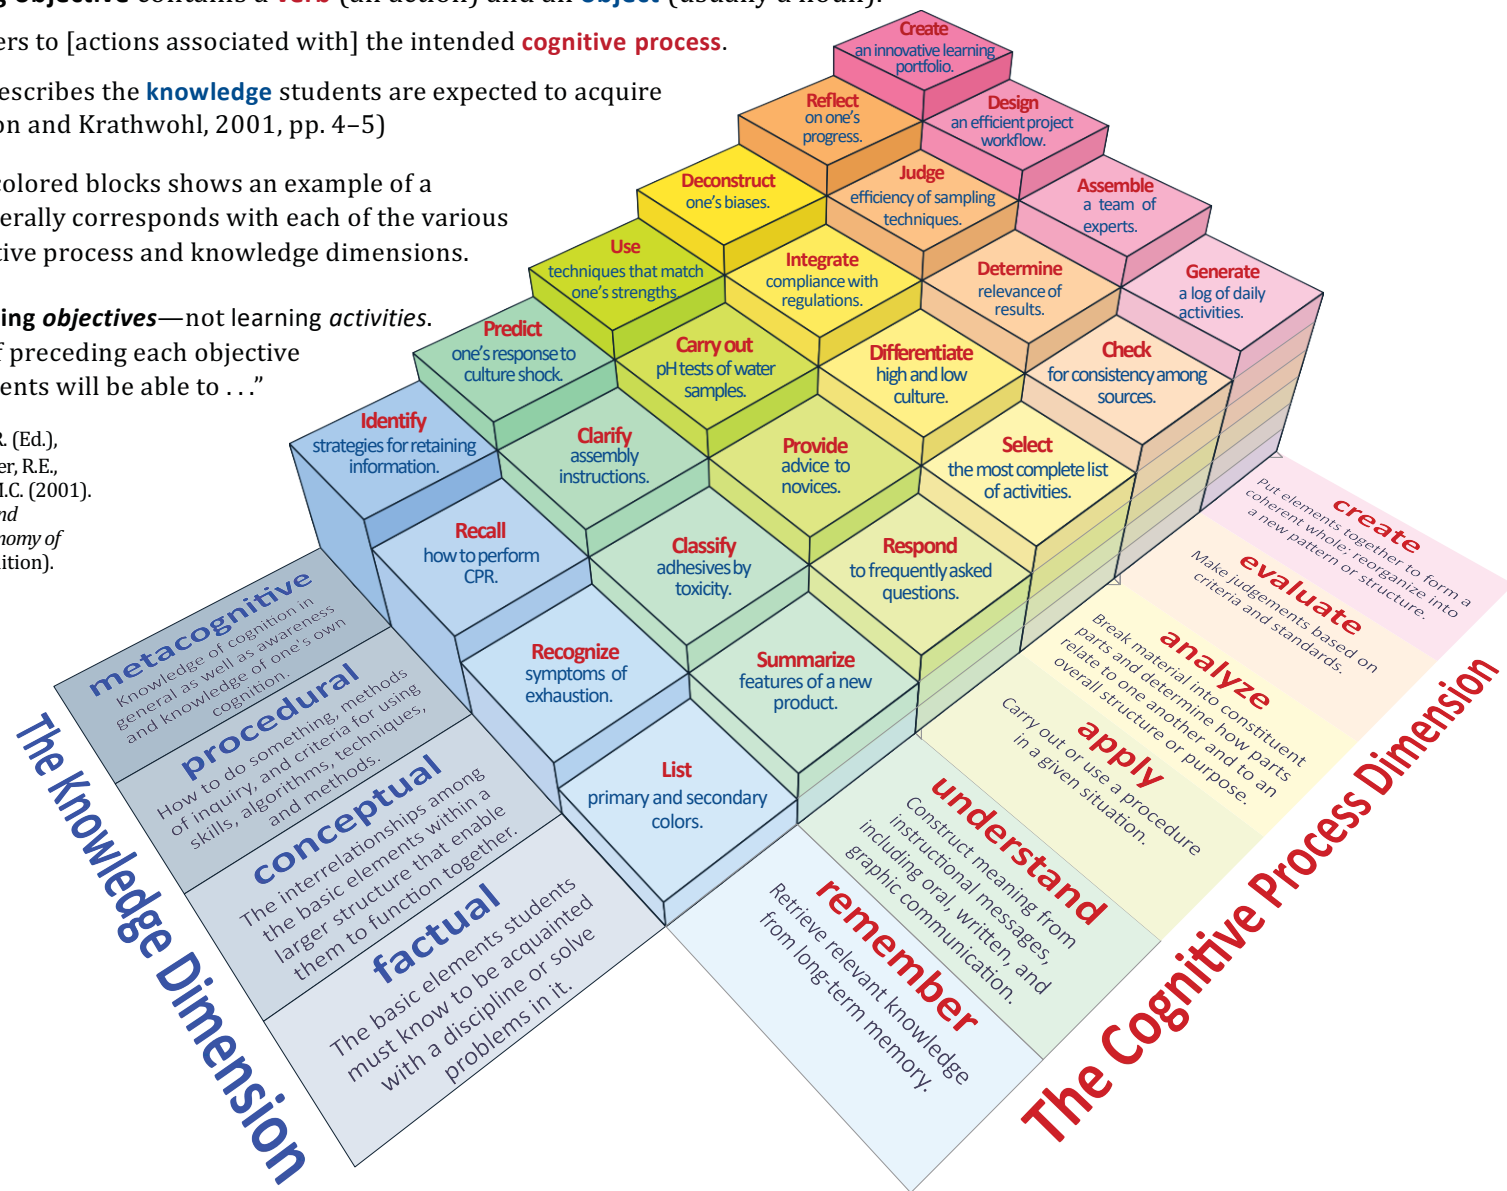 objective contains a verb (an action) and an object (usually a noun).
[actions associated with] the intended cognitive process.
the knowledge students are expected to acquire
and Krathwohl, 2001, pp. 4–5)
colored blocks shows an example of a
corresponds with each of the various
process and knowledge dimensions.
objectives—not learning activities.
preceding each objective
will be able to . . .”
(Ed.),
R.E.,
M.C. (2001).
of
Create
an innovative learning
portfolio.
Reflect
on one's
progress.
Design
an efficient project
workflow.
Deconstruct
one's biases.
Judge
efficiency of sampling
techniques.
Assemble
a team of
experts.
Use
techniques that match
one's strengths.
Integrate
compliance with
regulations.
Determine
relevance of
results.
Generate
a log of daily
activities.
Predict
one's response to
culture shock.
Carry out
pH tests of water
samples.
Differentiate
high and low
culture.
Check
for consistency among
sources.
Identify
strategies for retaining
information.
Clarify
assembly
instructions.
Provide
advice to
novices.
Select
the most complete list
of activities.
Recall
how to perform
CPR.
Classify
adhesives by
toxicity.
Respond
to frequently asked
questions.
Recognize
symptoms of
exhaustion.
Summarize
features of a new
product.
List
primary and secondary
colors.
metacognitive
Knowledge of cognition in
general as well as awareness
and knowledge of one's own
cognition.
procedural
How to do something, methods
of inquiry, and criteria for using
skills, algorithms, techniques,
and methods.
conceptual
The interrelationships among
the basic elements within a
larger structure that enable
them to function together.
factual
The basic elements students
must know to be acquainted
with a discipline or solve
problems in it.
The Knowledge Dimension
remember
Retrieve relevant knowledge
from long-term memory.
understand
Construct meaning from
instructional messages,
including oral, written, and
graphic communication.
apply
Carry out or use a procedure
in a given situation.
analyze
Break material into constituent
parts and determine how parts
relate to one another and to an
overall structure or purpose.
evaluate
Make judgements based on
criteria and standards.
create
Put elements together to form a
coherent whole; reorganize into
a new pattern or structure.
The Cognitive Process Dimension